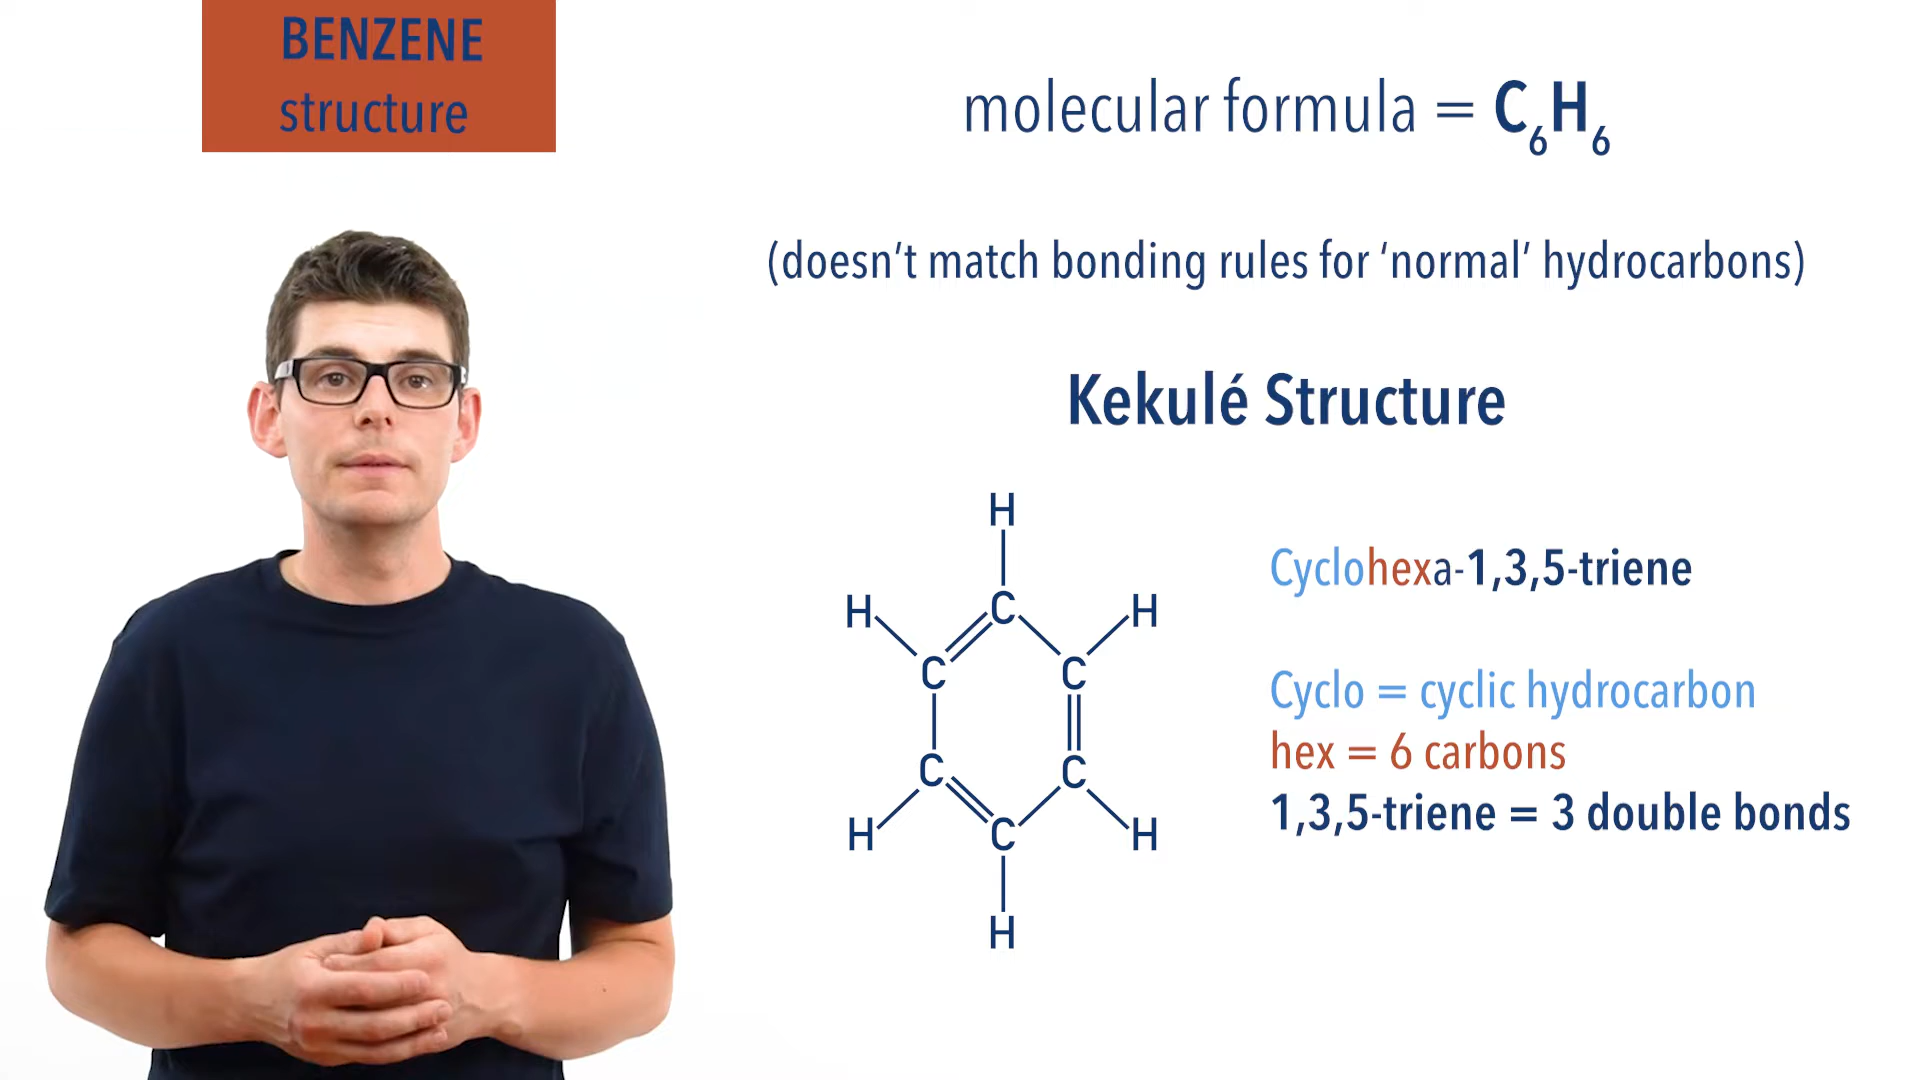 BENZENE
structure
molecular formula = C₆H₆
(doesn’t match bonding rules for ‘normal’ hydrocarbons)
Kekulé Structure
H
H C H
C C
C C
H C H
H
Cyclohexa-1,3,5-triene
Cyclo = cyclic hydrocarbon
hex = 6 carbons
1,3,5-triene = 3 double bonds